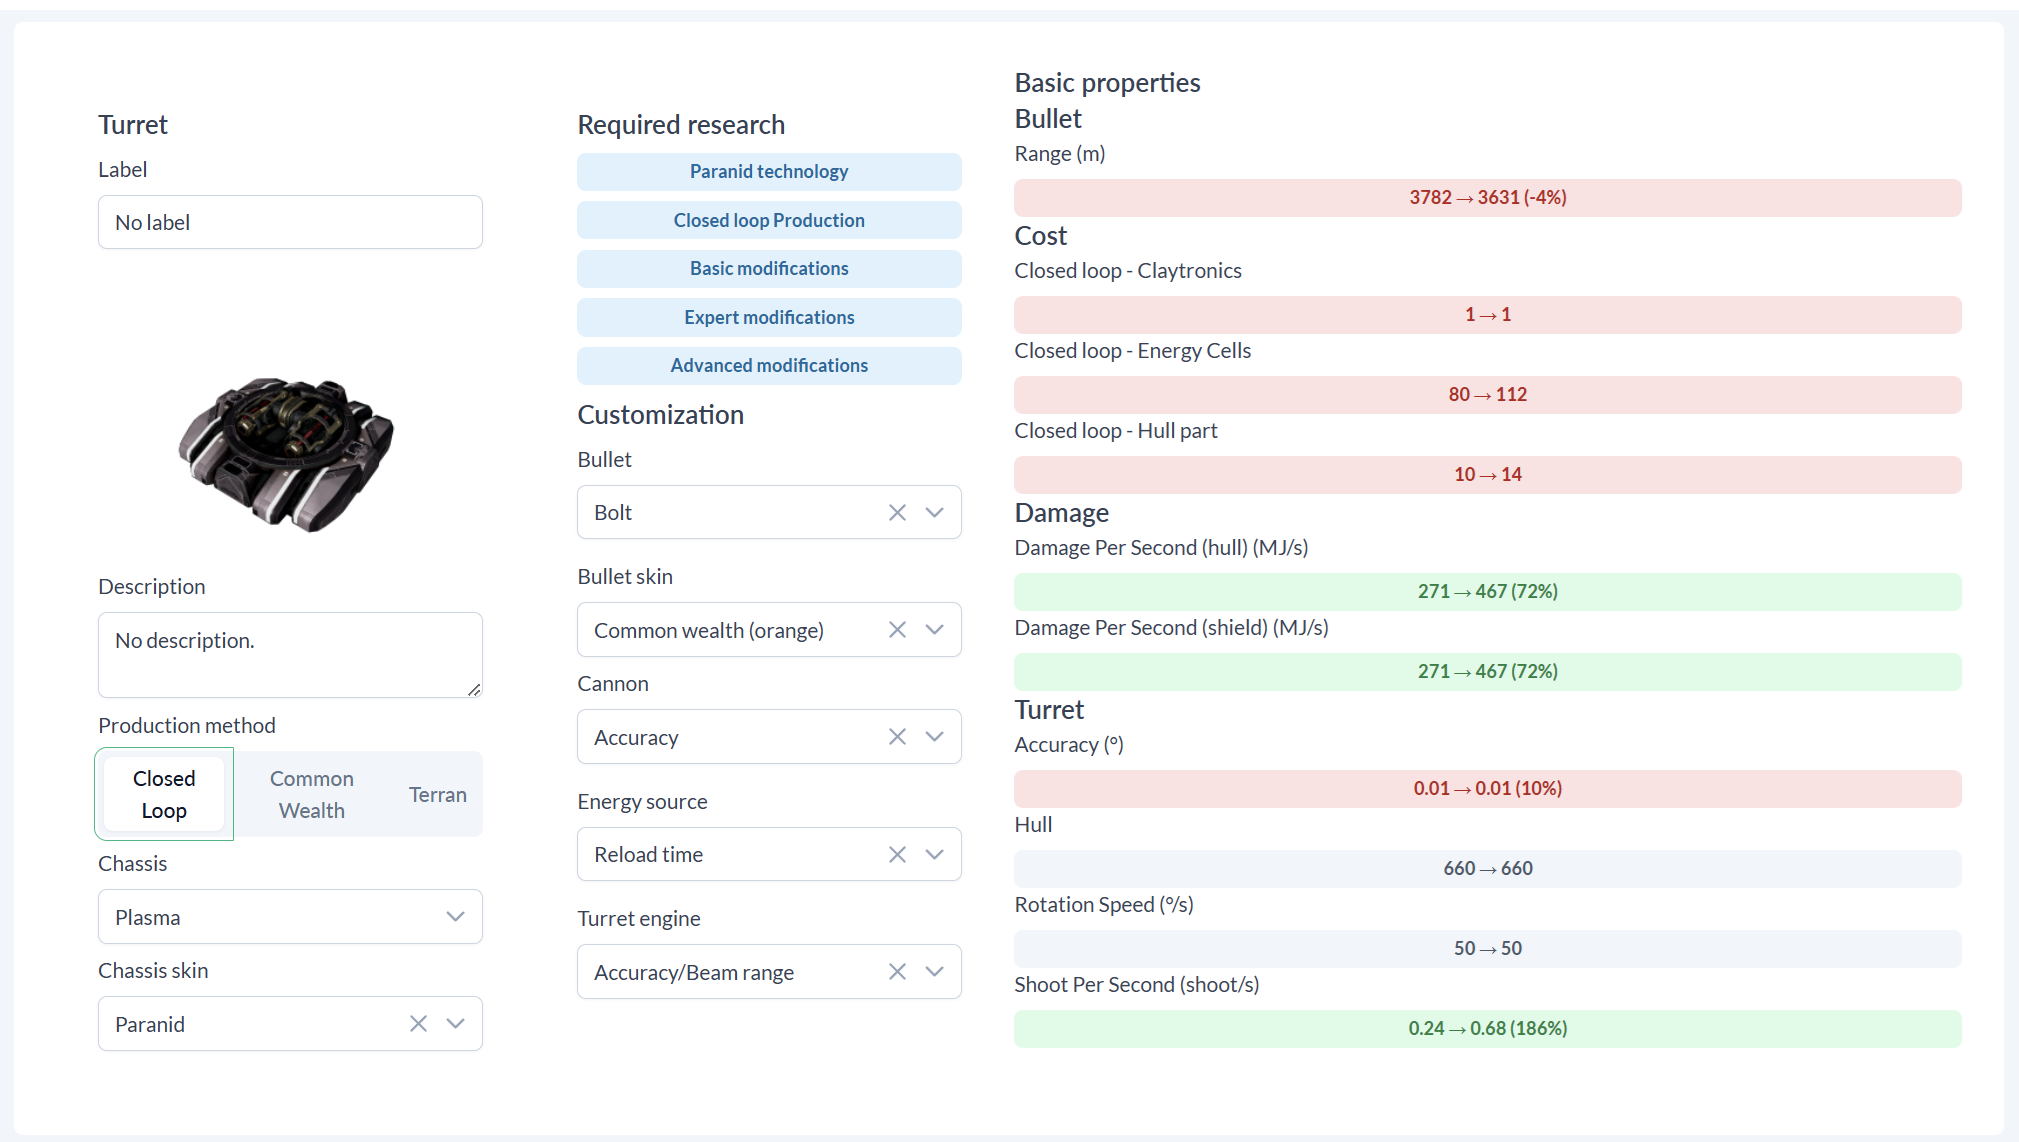 Turret
Label
No label
Description
No description.
Production method
Closed
Loop
Common
Wealth
Terran
Chassis
Plasma
Chassis skin
Paranid
Required research
Paranid technology
Closed loop Production
Basic modifications
Expert modifications
Advanced modifications
Customization
Bullet
Bolt
Bullet skin
Common wealth (orange)
Cannon
Accuracy
Energy source
Reload time
Turret engine
Accuracy/Beam range
Basic properties
Bullet
Range (m)
3782 → 3631 (-4%)
Cost
Closed loop - Claytronics
1 → 1
Closed loop - Energy Cells
80 → 112
Closed loop - Hull part
10 → 14
Damage
Damage Per Second (hull) (MJ/s)
271 → 467 (72%)
Damage Per Second (shield) (MJ/s)
271 → 467 (72%)
Turret
Accuracy (°)
0.01 → 0.01 (10%)
Hull
660 → 660
Rotation Speed (°/s)
50 → 50
Shoot Per Second (shoot/s)
0.24 → 0.68 (186%)